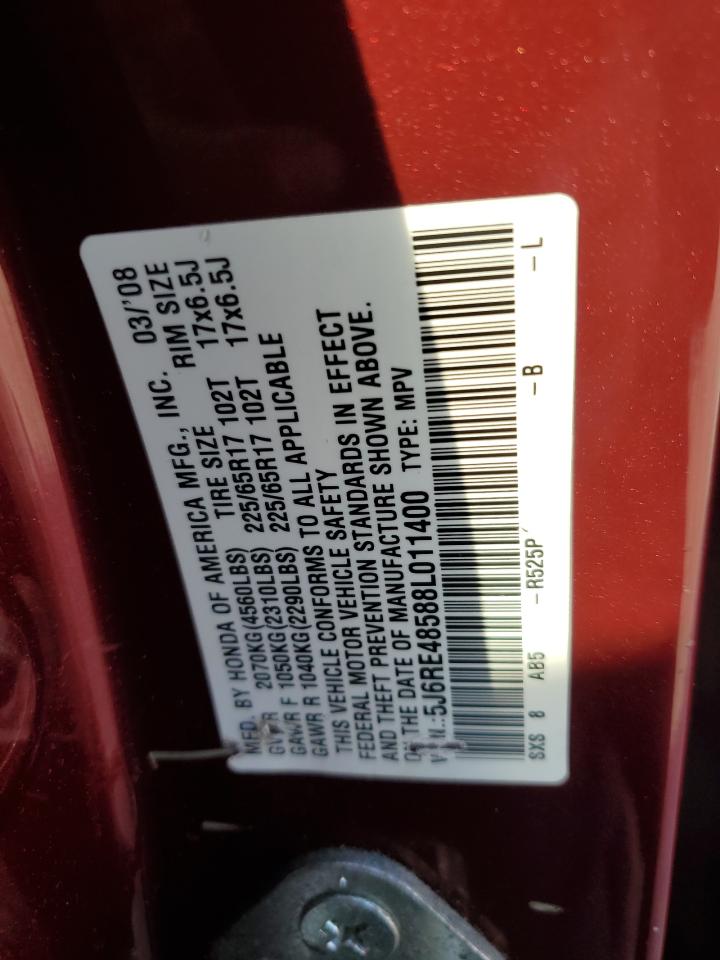 MFD. BY HONDA OF AMERICA MFG., INC. 03/'08
GVWR 2070KG(4560LBS) TIRE SIZE RIM SIZE
GAWR F 1050KG(2310LBS) 225/65R17 102T 17x6.5J
GAWR R 1040KG(2290LBS) 225/65R17 102T 17x6.5J
THIS VEHICLE CONFORMS TO ALL APPLICABLE
FEDERAL MOTOR VEHICLE SAFETY
AND THEFT PREVENTION STANDARDS IN EFFECT
ON THE DATE OF MANUFACTURE SHOWN ABOVE.
V.I.N.:5J6RE48588L011400 TYPE: MPV
SXS 8 AB5 -R525P -B -L